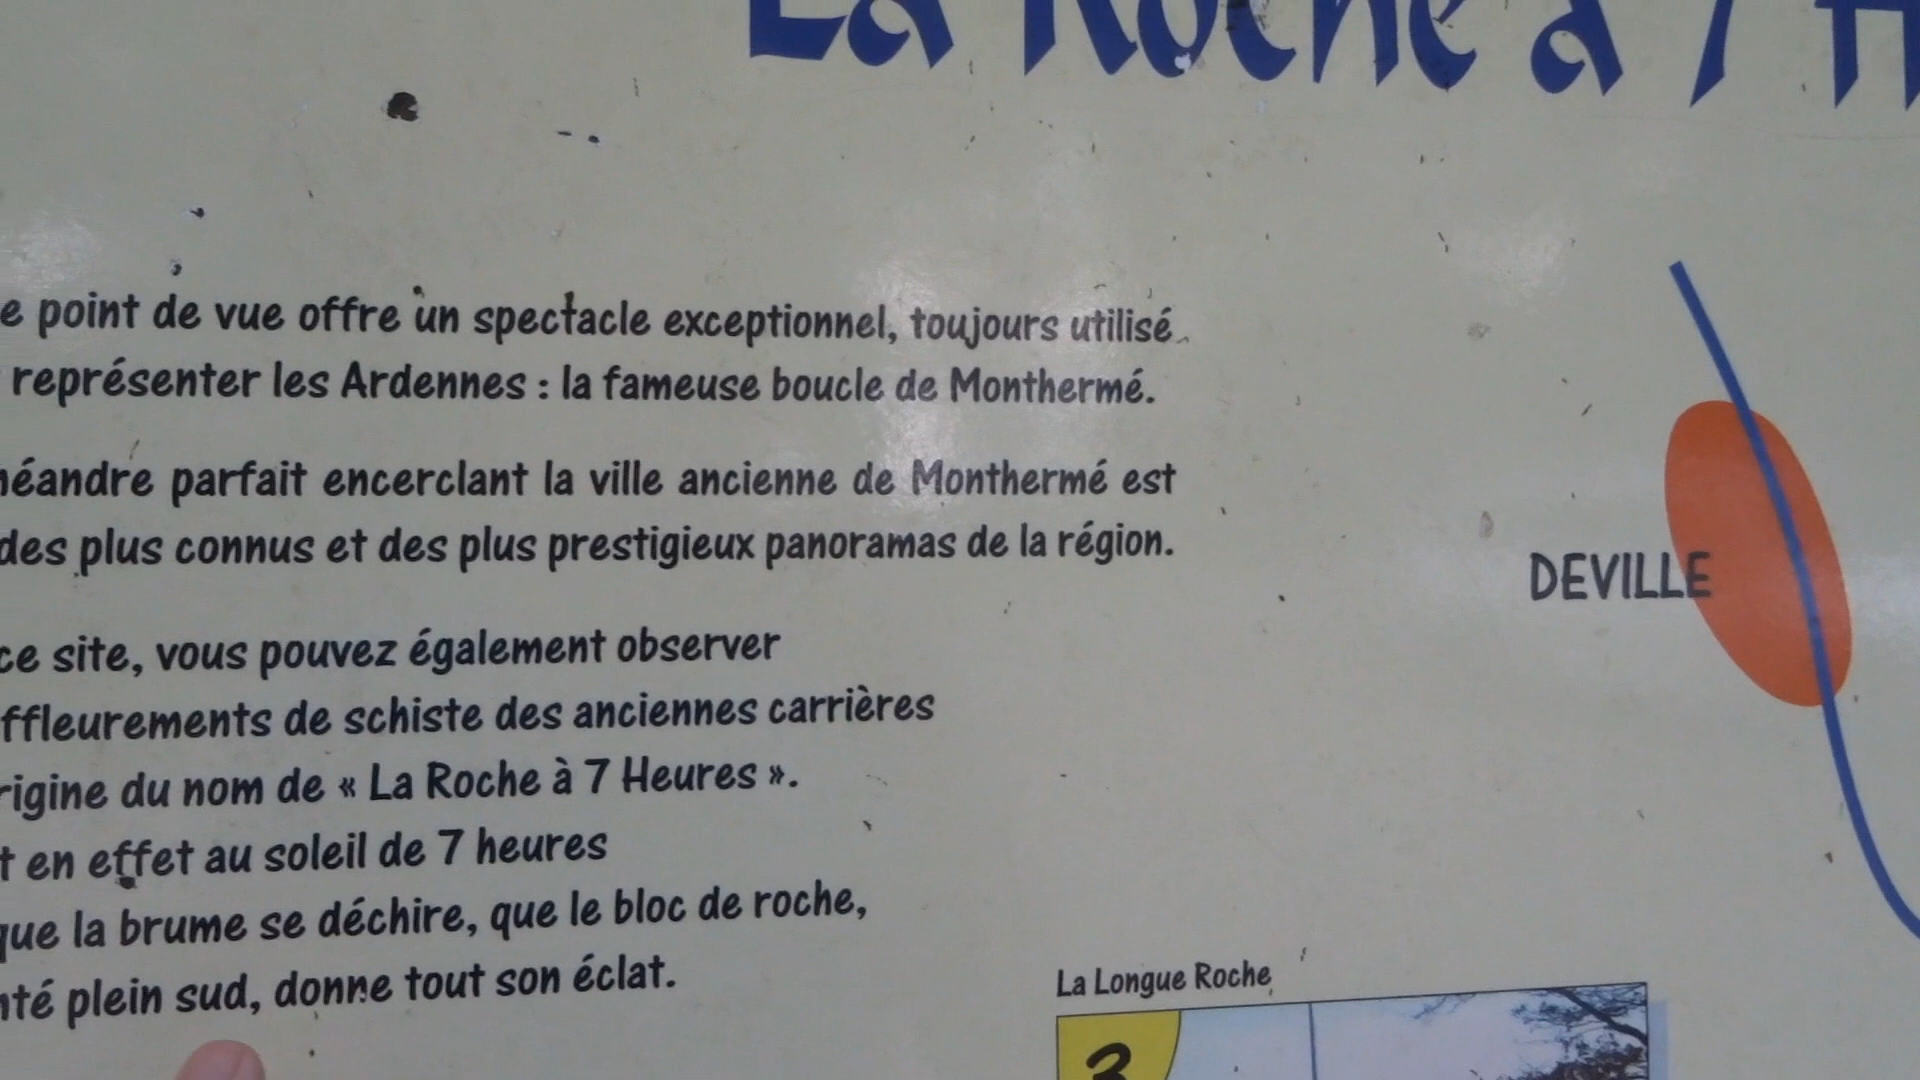 La Roche à 7 H
e point de vue offre un spectacle exceptionnel, toujours utilisé
représenter les Ardennes : la fameuse boucle de Monthermé.
néandre parfait encerclant la ville ancienne de Monthermé est
des plus connus et des plus prestigieux panoramas de la région.
ce site, vous pouvez également observer
ffleurements de schiste des anciennes carrières
rigine du nom de « La Roche à 7 Heures ».
t en effet au soleil de 7 heures
que la brume se déchire, que le bloc de roche,
nté plein sud, donne tout son éclat.
DEVILLE
La Longue Roche
3